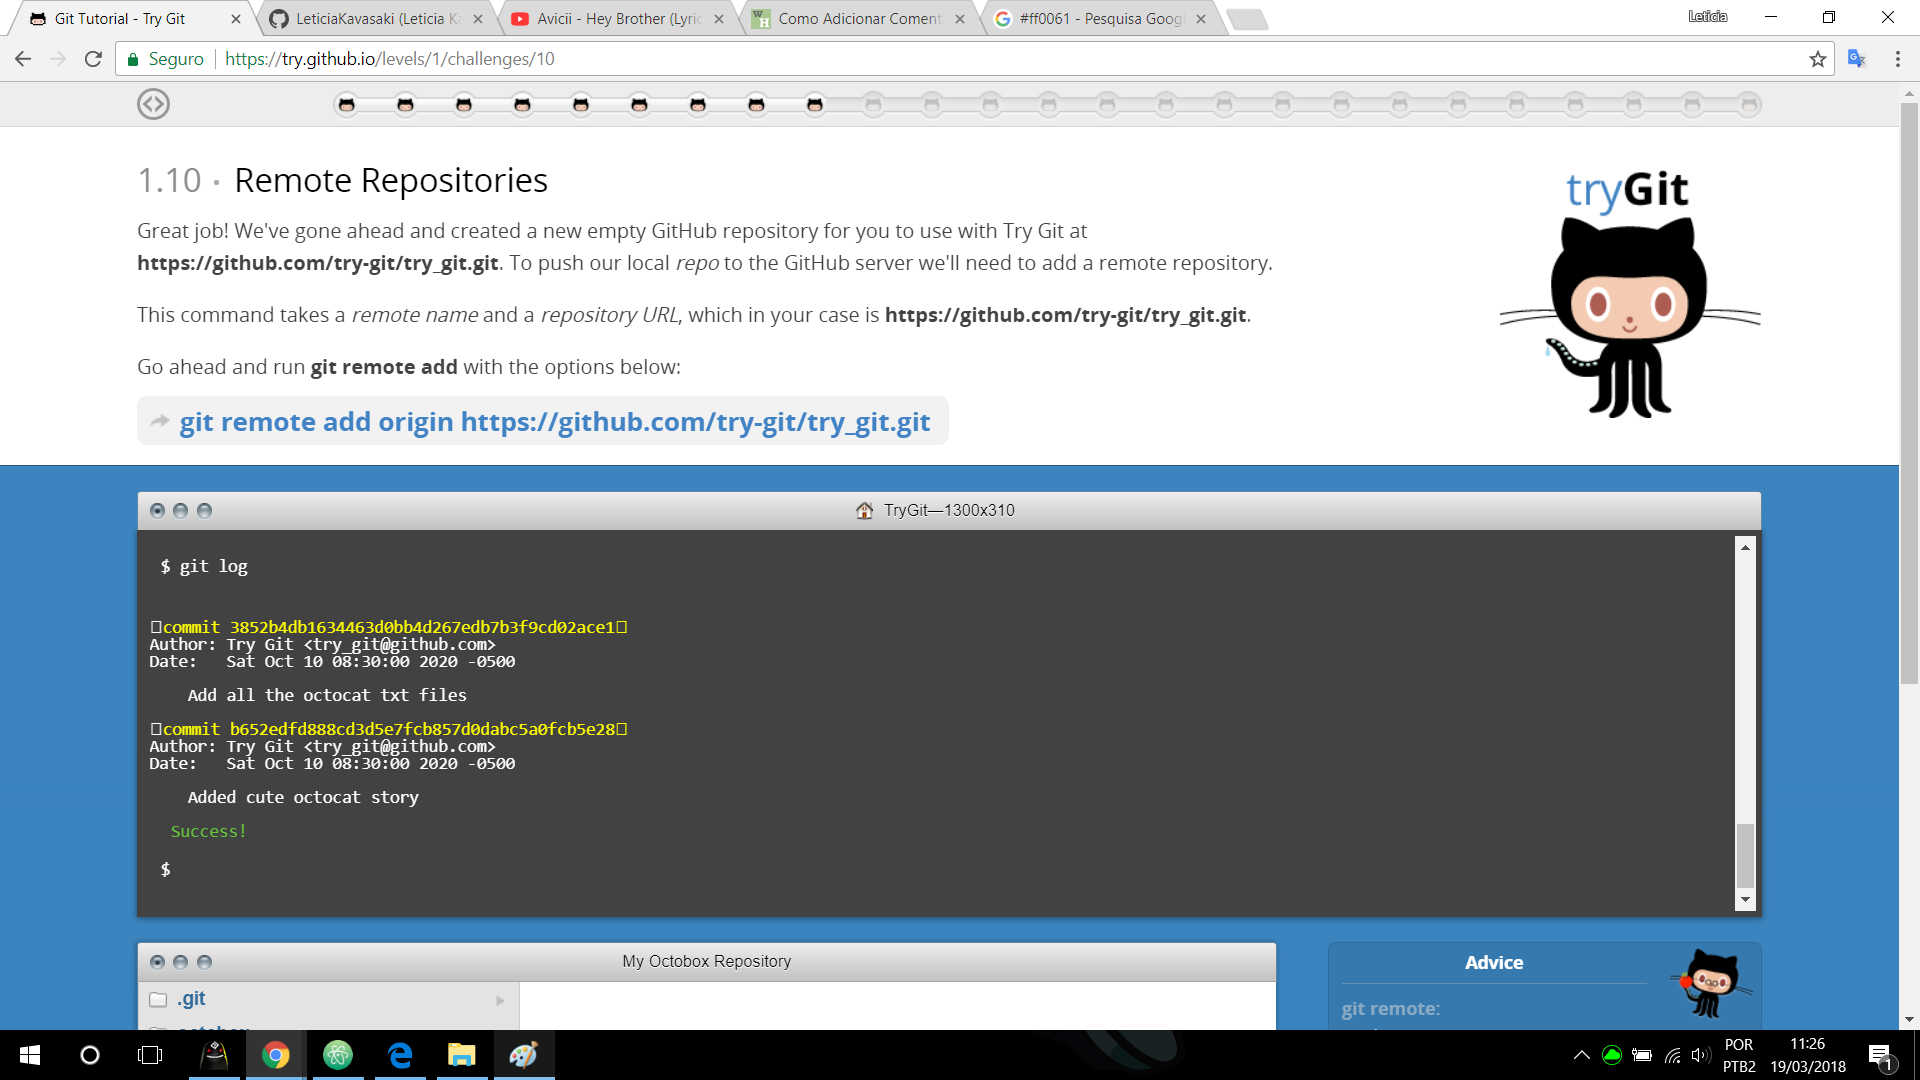 Git Tutorial - Try Git
LeticiaKavasaki (Leticia K
Avicii - Hey Brother (Lyric
Como Adicionar Coment
#ff0061 - Pesquisa Goog
Leticia
Seguro
https://try.github.io/levels/1/challenges/10
1.10 · Remote Repositories
Great job! We've gone ahead and created a new empty GitHub repository for you to use with Try Git at
https://github.com/try-git/try_git.git. To push our local repo to the GitHub server we'll need to add a remote repository.
This command takes a remote name and a repository URL, which in your case is https://github.com/try-git/try_git.git.
Go ahead and run git remote add with the options below:
git remote add origin https://github.com/try-git/try_git.git
tryGit
TryGit—1300x310
$ git log
commit 3852b4db1634463d0bb4d267edb7b3f9cd02ace1
Author: Try Git <try_git@github.com>
Date:   Sat Oct 10 08:30:00 2020 -0500
Add all the octocat txt files
commit b652edfd888cd3d5e7fcb857d0dabc5a0fcb5e28
Author: Try Git <try_git@github.com>
Date:   Sat Oct 10 08:30:00 2020 -0500
Added cute octocat story
Success!
$
My Octobox Repository
.git
Advice
git remote:
POR
PTB2
11:26
19/03/2018
1